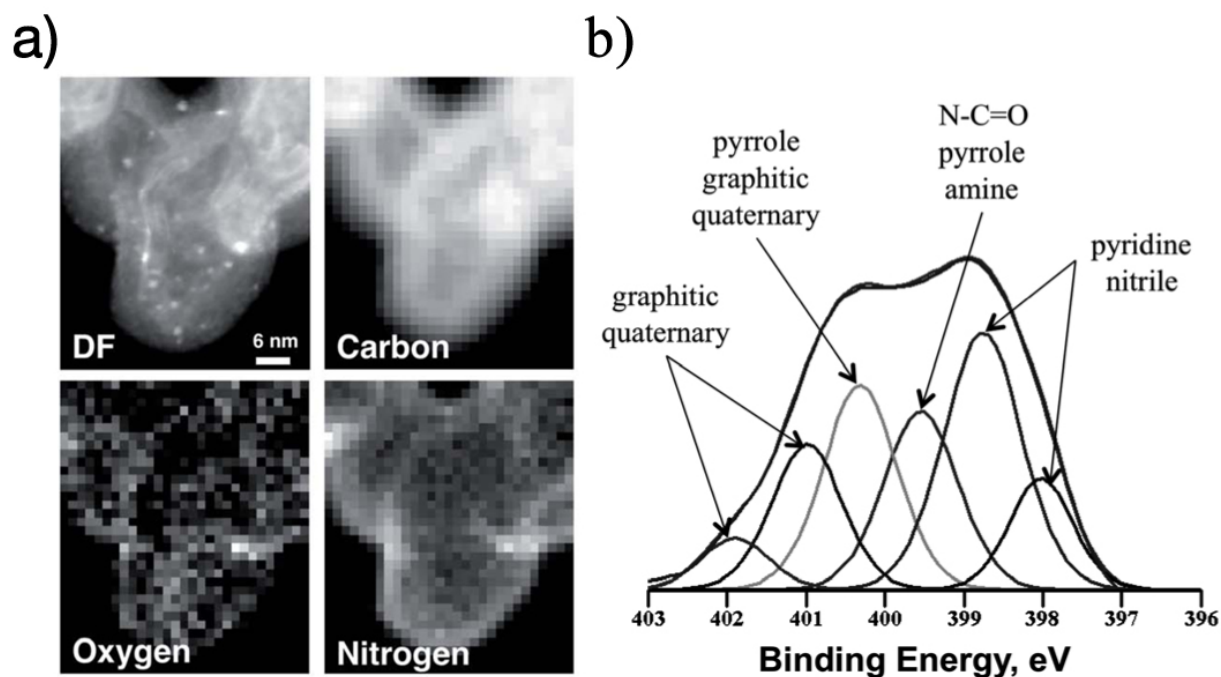 a)
DF
6 nm
Carbon
Oxygen
Nitrogen
b)
N-C=O
pyrrole
amine
pyrrole
graphitic
quaternary
pyridine
nitrile
graphitic
quaternary
403 402 401 400 399 398 397 396
Binding Energy, eV